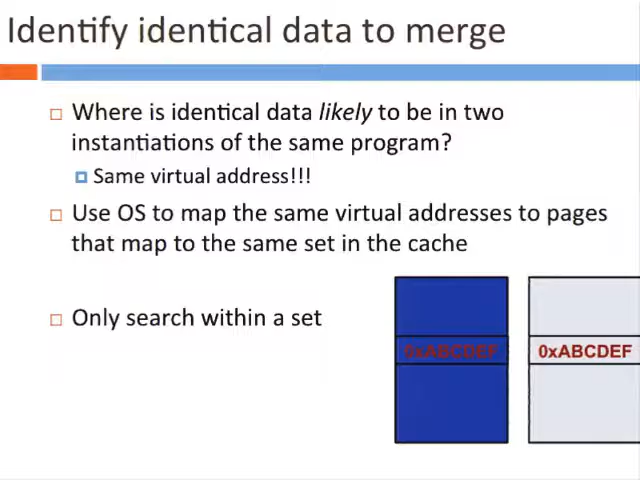 Identify identical data to merge
Where is identical data likely to be in two
instantiations of the same program?
Same virtual address!!!
Use OS to map the same virtual addresses to pages
that map to the same set in the cache
Only search within a set
0xABCDEF 0xABCDEF